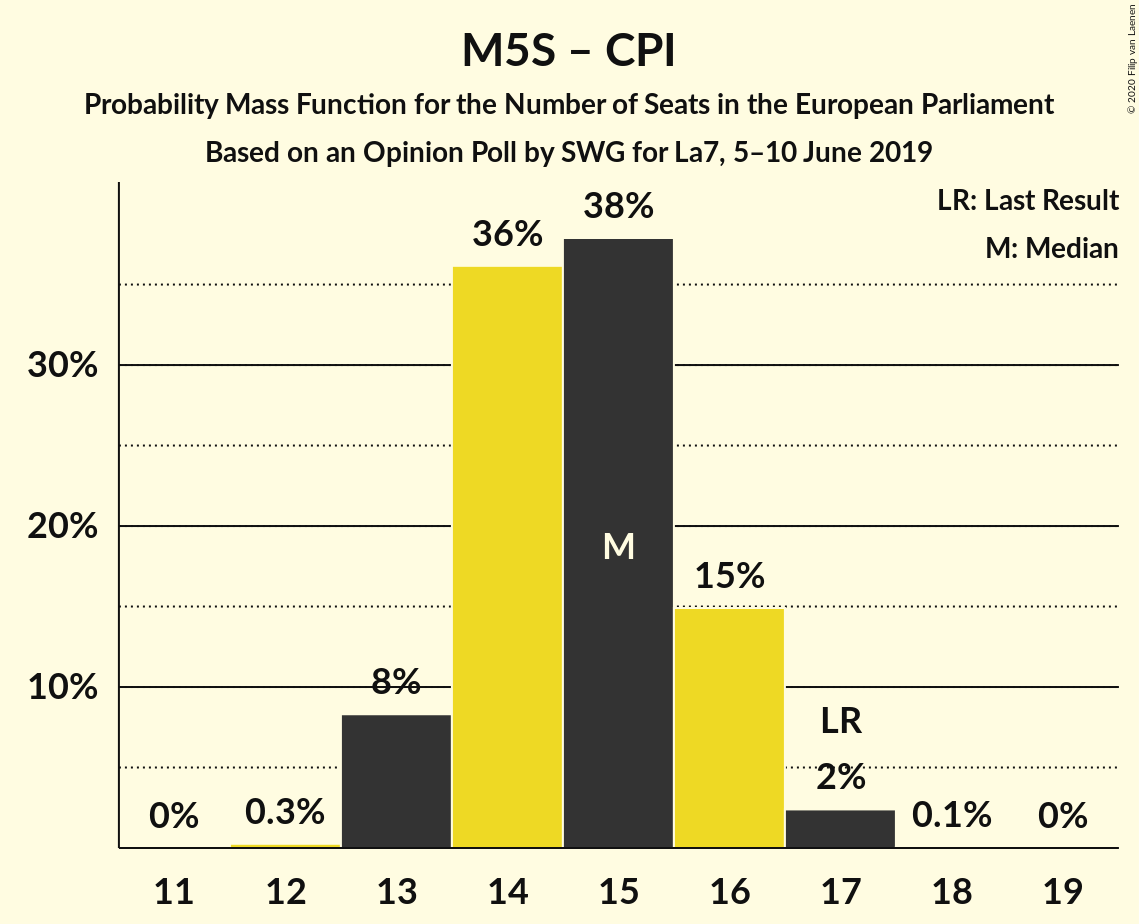 M5S – CPI
Probability Mass Function for the Number of Seats in the European Parliament
Based on an Opinion Poll by SWG for La7, 5–10 June 2019
© 2020 Filip van Laenen
LR: Last Result
M: Median
38%
36%
30%
20%
M
15%
10%
8%
LR
2%
0%
0.3%
0.1%
0%
11 12 13 14 15 16 17 18 19